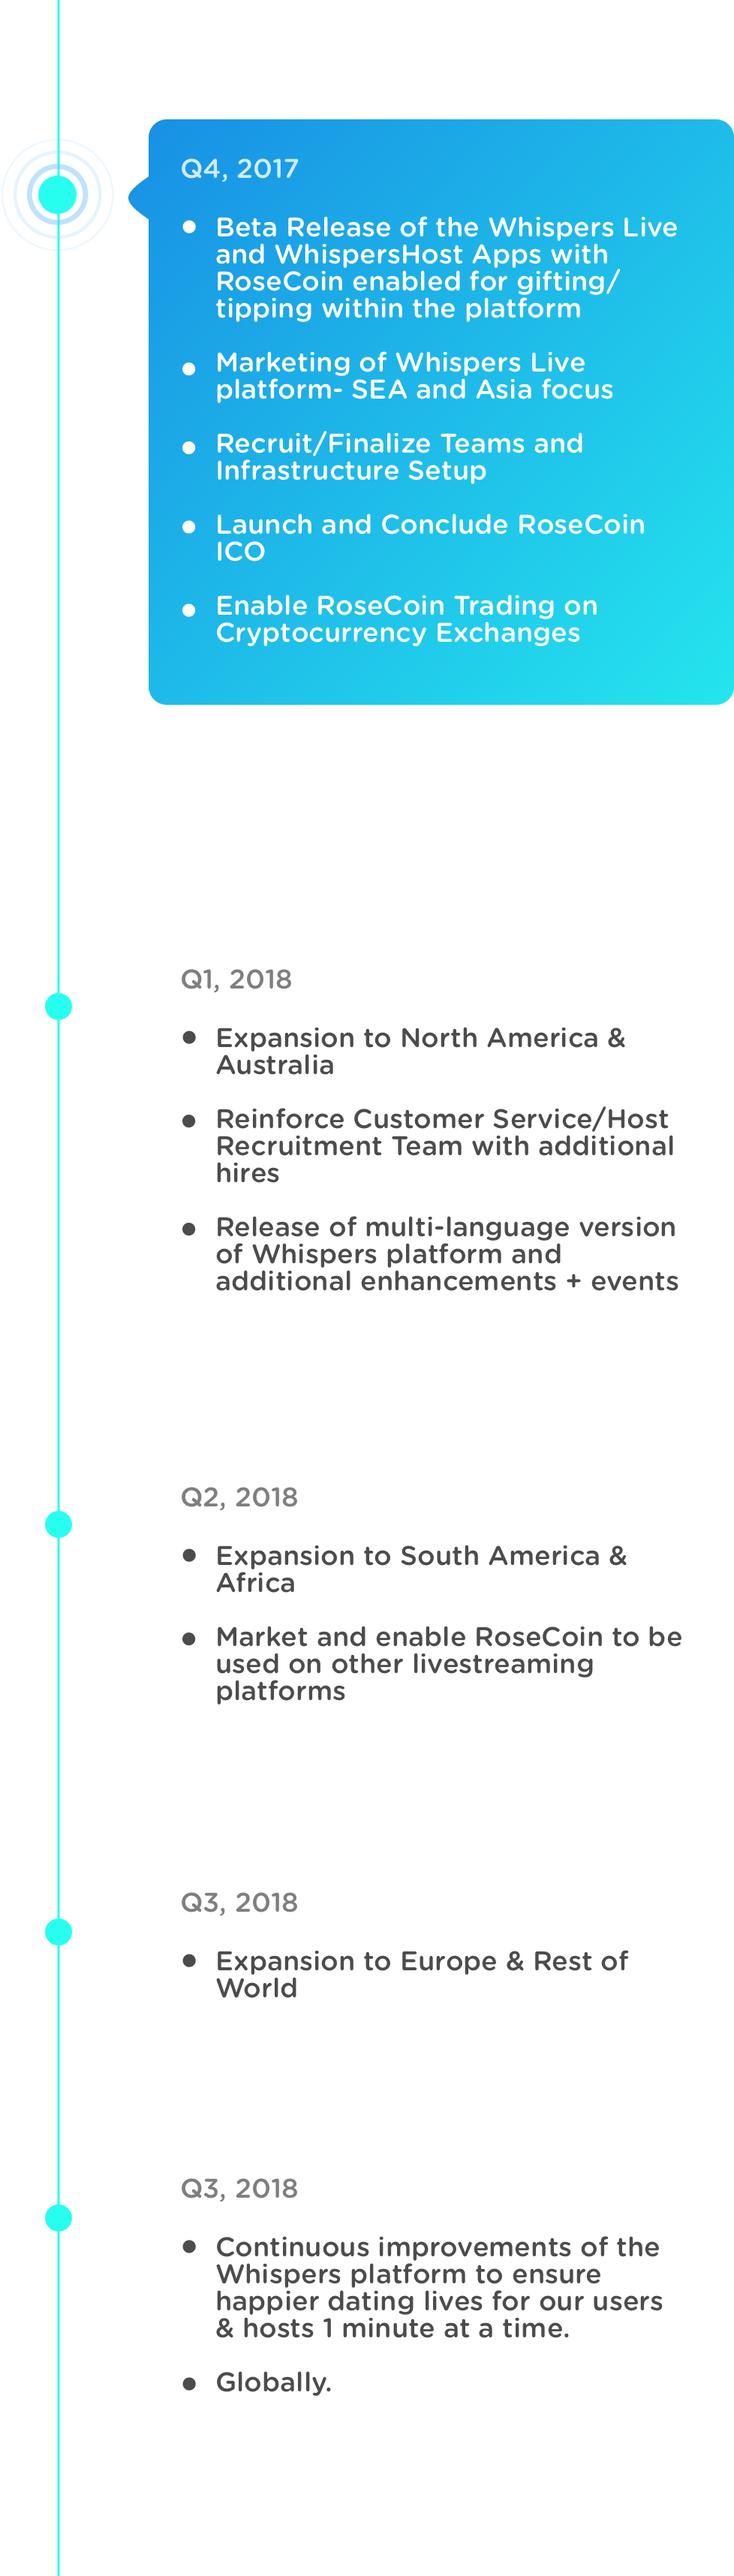 Q4, 2017
Beta Release of the Whispers Live
and WhispersHost Apps with
RoseCoin enabled for gifting/
tipping within the platform
Marketing of Whispers Live
platform- SEA and Asia focus
Recruit/Finalize Teams and
Infrastructure Setup
Launch and Conclude RoseCoin
ICO
Enable RoseCoin Trading on
Cryptocurrency Exchanges
Q1, 2018
Expansion to North America &
Australia
Reinforce Customer Service/Host
Recruitment Team with additional
hires
Release of multi-language version
of Whispers platform and
additional enhancements + events
Q2, 2018
Expansion to South America &
Africa
Market and enable RoseCoin to be
used on other livestreaming
platforms
Q3, 2018
Expansion to Europe & Rest of
World
Q3, 2018
Continuous improvements of the
Whispers platform to ensure
happier dating lives for our users
& hosts 1 minute at a time.
Globally.